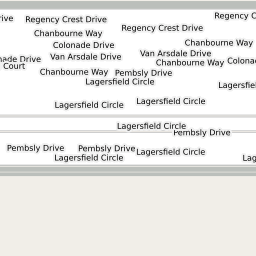 rive
Regency Crest Drive
Regency C
Regency Crest Drive
Chanbourne Way
Colonade Drive
Chanbourne Way
Van Arsdale Drive
Van Arsdale Drive
nade Drive
Chanbourne Way
Colona
Court
Chanbourne Way
Pembsly Drive
Lagersfield Circle
Lagersfie
Lagersfield Circle
Lagersfield Circle
Lagersfield Circle
Pembsly Drive
Pembsly Drive
Pembsly Drive
Lagersfield Circle
Lagersfield Circle
Lag